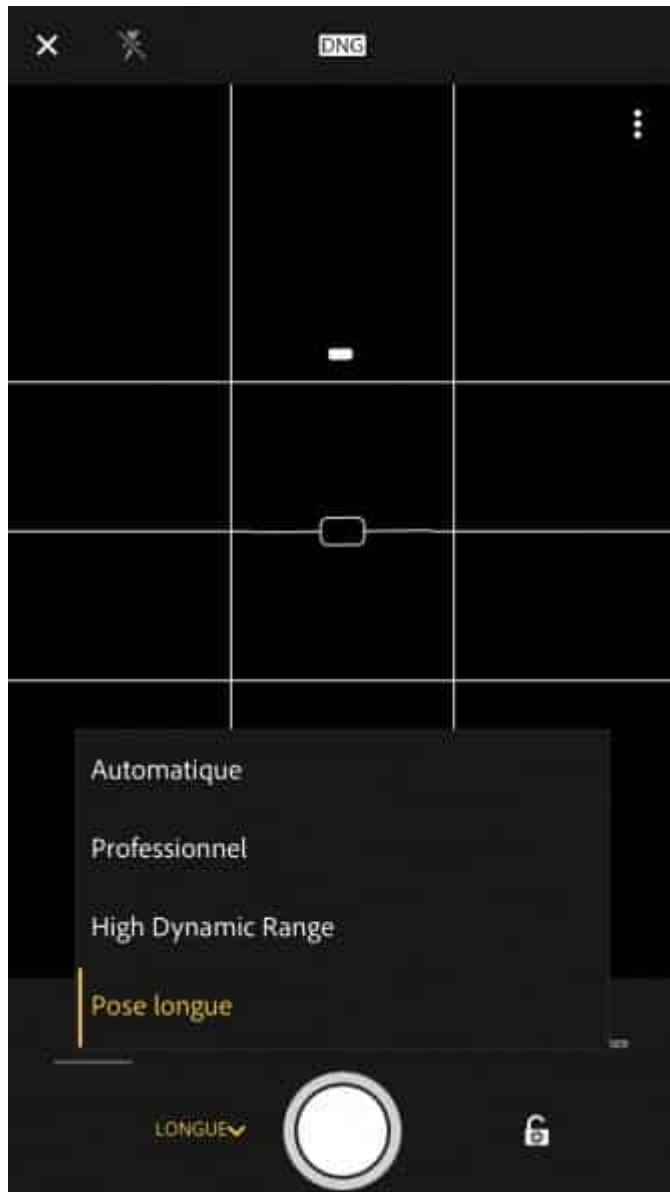 DNG
Automatique
Professionnel
High Dynamic Range
Pose longue
LONGUE